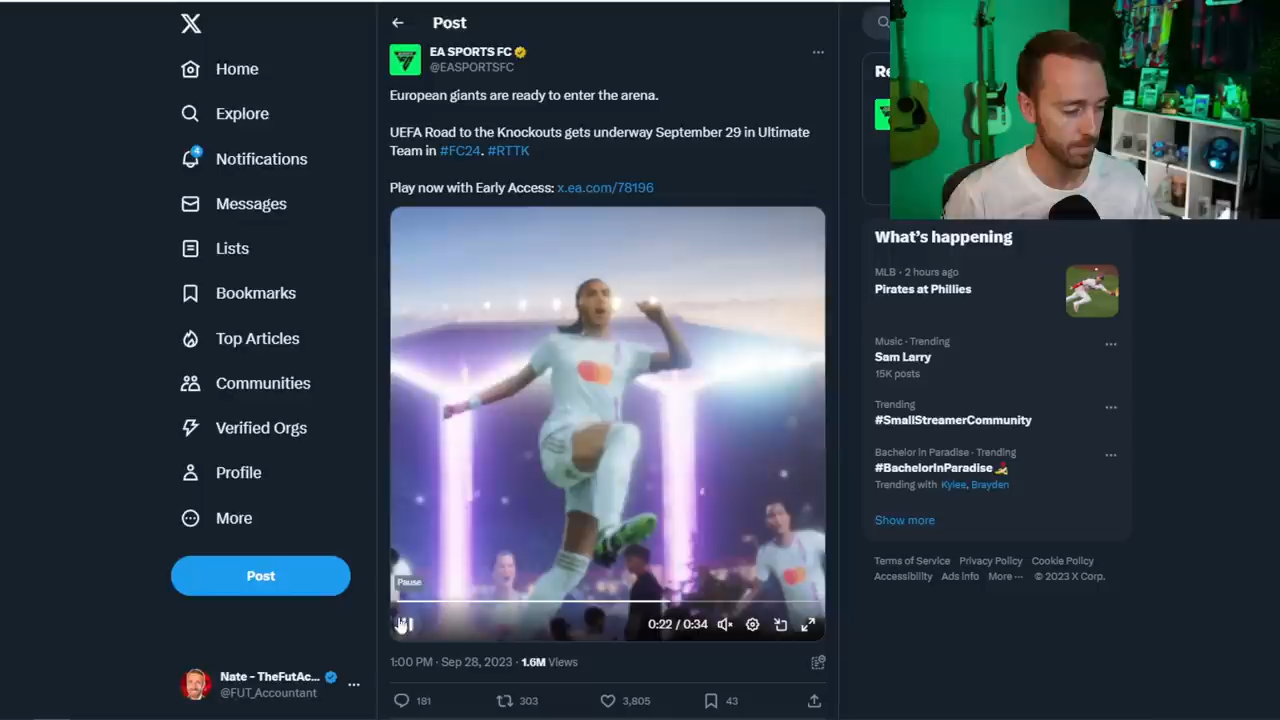 Home
Explore
4
Notifications
Messages
Lists
Bookmarks
Top Articles
Communities
Verified Orgs
Profile
More
Post
Nate - TheFutAc...
@FUT_Accountant
Post
EA SPORTS FC
@EASPORTSFC
European giants are ready to enter the arena.
UEFA Road to the Knockouts gets underway September 29 in Ultimate
Team in #FC24. #RTTK
Play now with Early Access: x.ea.com/78196
Pause
0:22 / 0:34
1:00 PM · Sep 28, 2023 · 1.6M Views
181
303
3,805
43
Re
What's happening
MLB · 2 hours ago
Pirates at Phillies
Music · Trending
Sam Larry
15K posts
Trending
#SmallStreamerCommunity
Bachelor in Paradise · Trending
#BachelorInParadise
Trending with Kylee, Brayden
Show more
Terms of Service Privacy Policy Cookie Policy
Accessibility Ads info More ··· © 2023 X Corp.